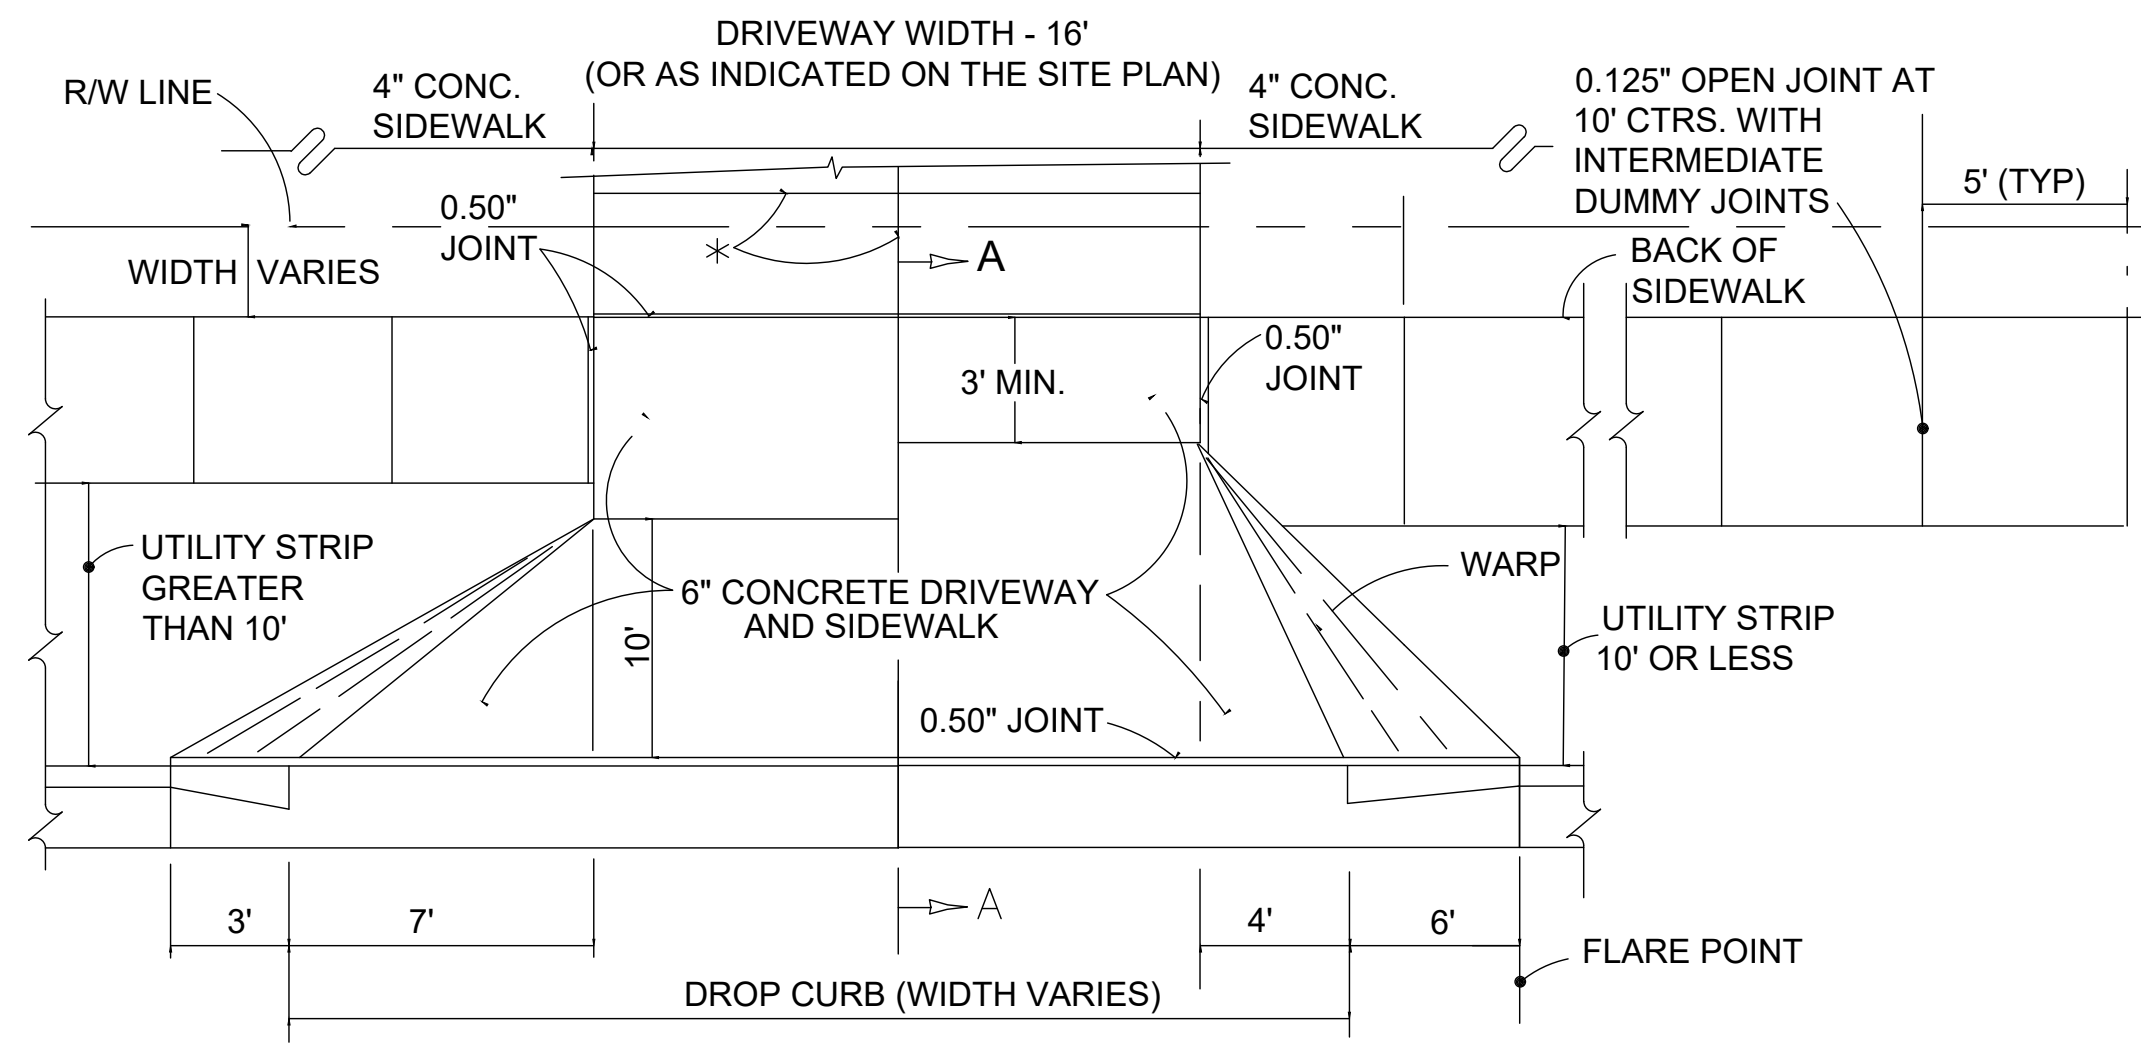 DRIVEWAY WIDTH - 16'
(OR AS INDICATED ON THE SITE PLAN)
R/W LINE
4" CONC.
SIDEWALK
4" CONC.
SIDEWALK
0.125" OPEN JOINT AT
10' CTRS. WITH
INTERMEDIATE
DUMMY JOINTS
5' (TYP)
0.50"
JOINT
*
A
WIDTH VARIES
BACK OF
SIDEWALK
0.50"
JOINT
3' MIN.
UTILITY STRIP
GREATER
THAN 10'
6" CONCRETE DRIVEWAY
AND SIDEWALK
10'
WARP
UTILITY STRIP
10' OR LESS
0.50" JOINT
3'
7'
A
4'
6'
FLARE POINT
DROP CURB (WIDTH VARIES)